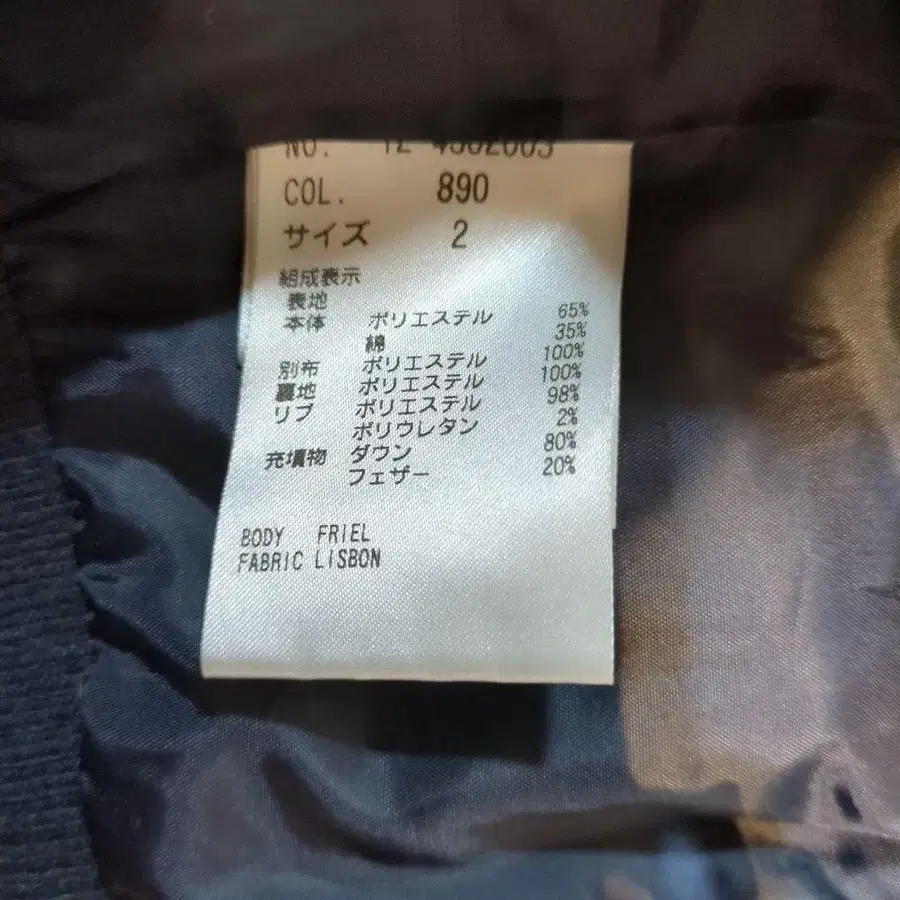 NO.
COL. 890
サイズ 2
組成表示
表地
本体 ポリエステル 65%
綿 35%
別布 ポリエステル 100%
裏地 ポリエステル 100%
リブ ポリエステル 98%
ポリウレタン 2%
充填物 ダウン 80%
フェザー 20%
BODY FRIEL
FABRIC LISBON